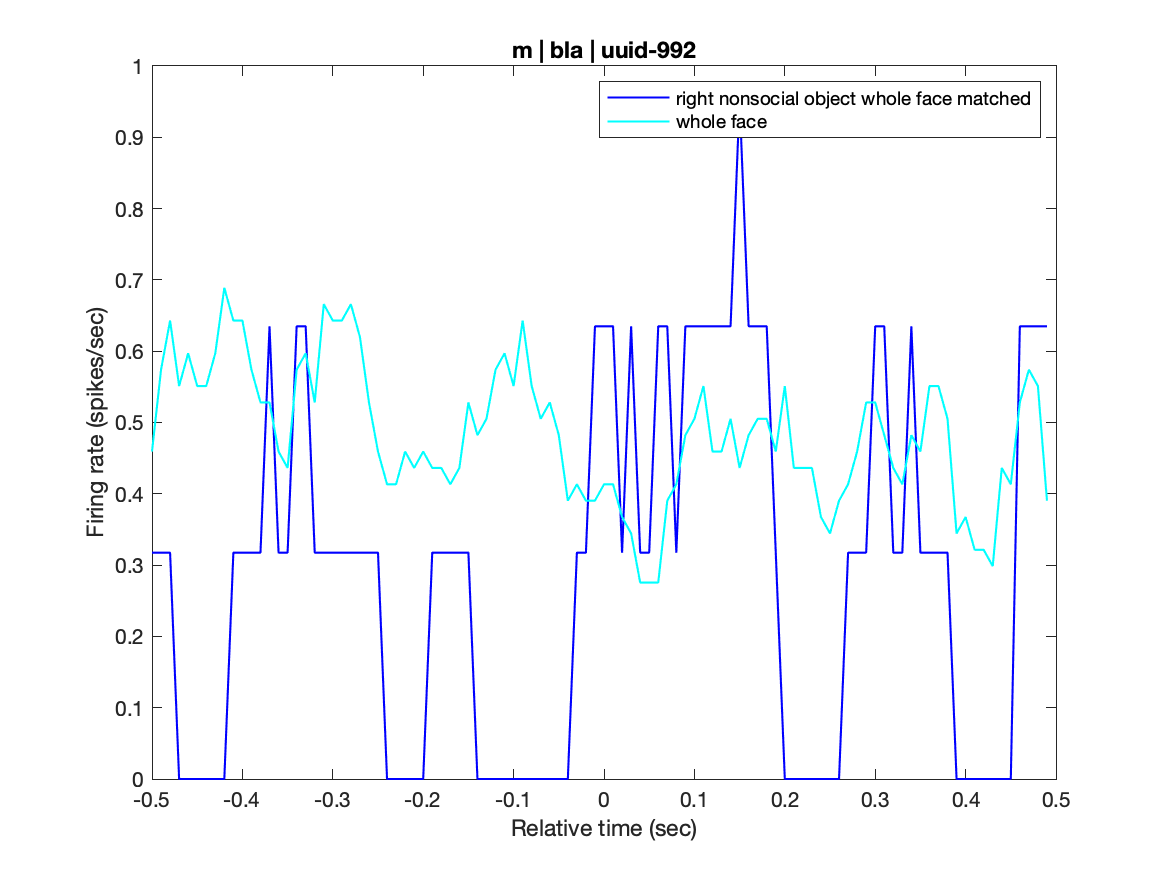 m | bla | uuid-992
right nonsocial object whole face matched
whole face
Firing rate (spikes/sec)
1
0.9
0.8
0.7
0.6
0.5
0.4
0.3
0.2
0.1
0
-0.5 -0.4 -0.3 -0.2 -0.1 0 0.1 0.2 0.3 0.4 0.5
Relative time (sec)